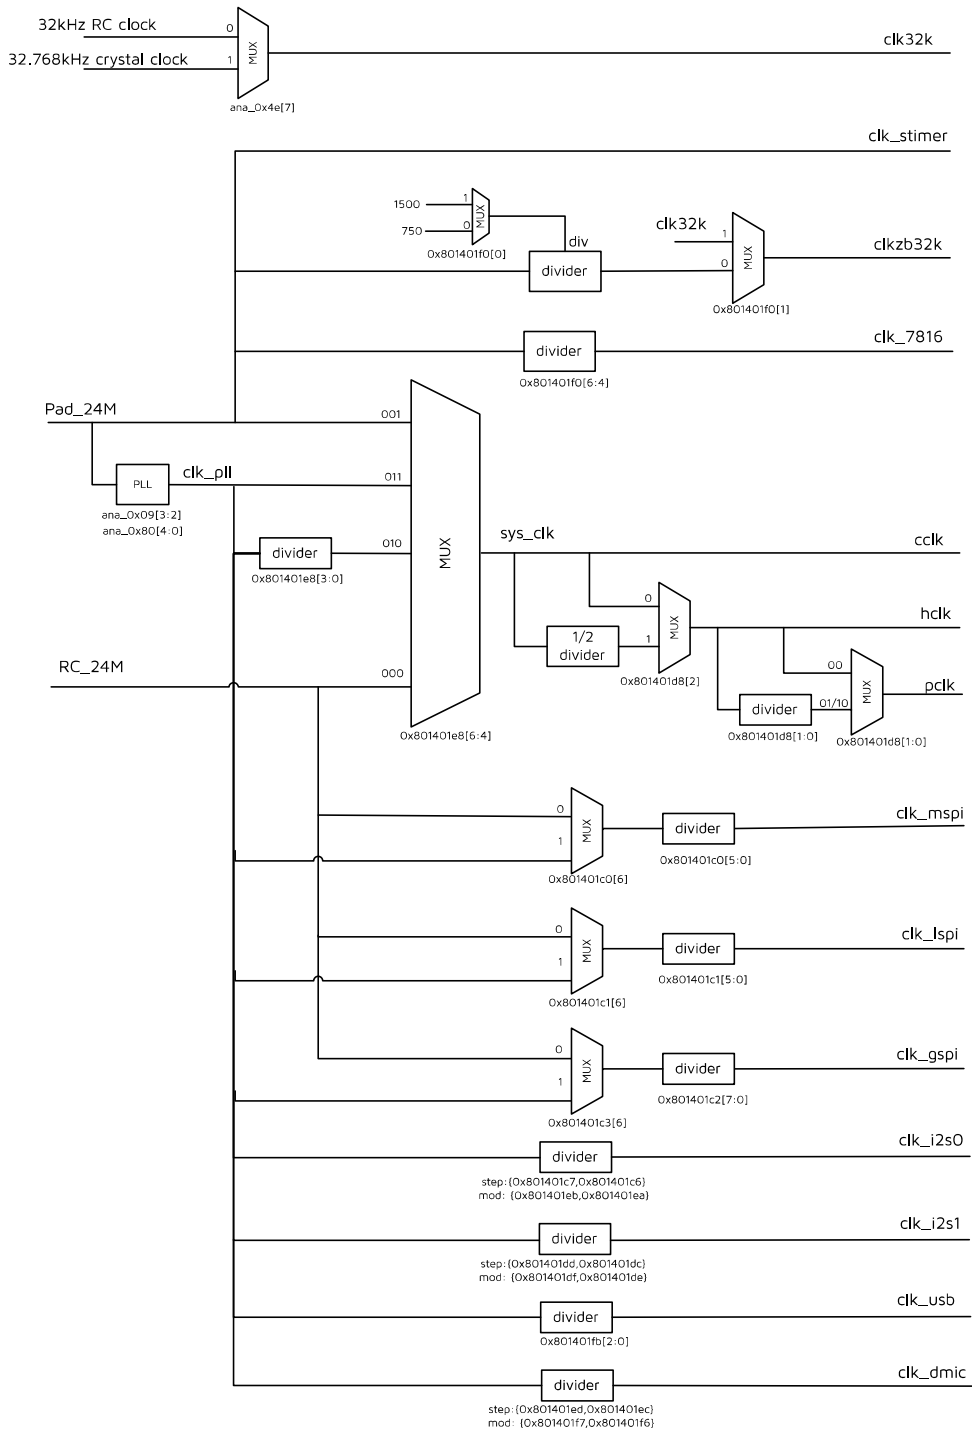 32kHz RC clock
0
32.768kHz crystal clock
1
MUX
ana_0x4e[7]
clk32k
clk_stimer
1500
1
750
0
MUX
0x801401f0[0]
div
divider
clk32k
1
0
MUX
0x801401f0[1]
clkzb32k
divider
0x801401f0[6:4]
clk_7816
Pad_24M
001
PLL
clk_pll
011
ana_0x09[3:2]
ana_0x80[4:0]
divider
010
0x801401e8[3:0]
MUX
sys_clk
cclk
RC_24M
000
0x801401e8[6:4]
0
1/2
divider
1
MUX
0x801401d8[2]
hclk
00
divider
01/10
MUX
0x801401d8[1:0]
0x801401d8[1:0]
pclk
0
1
MUX
0x801401c0[6]
divider
0x801401c0[5:0]
clk_mspi
0
1
MUX
0x801401c1[6]
divider
0x801401c1[5:0]
clk_lspi
0
1
MUX
0x801401c3[6]
divider
0x801401c2[7:0]
clk_gspi
divider
clk_i2s0
step:{0x801401c7,0x801401c6}
mod: {0x801401eb,0x801401ea}
divider
clk_i2s1
step:{0x801401dd,0x801401dc}
mod: {0x801401df,0x801401de}
divider
clk_usb
0x801401fb[2:0]
divider
clk_dmic
step:{0x801401ed,0x801401ec}
mod: {0x801401f7,0x801401f6}